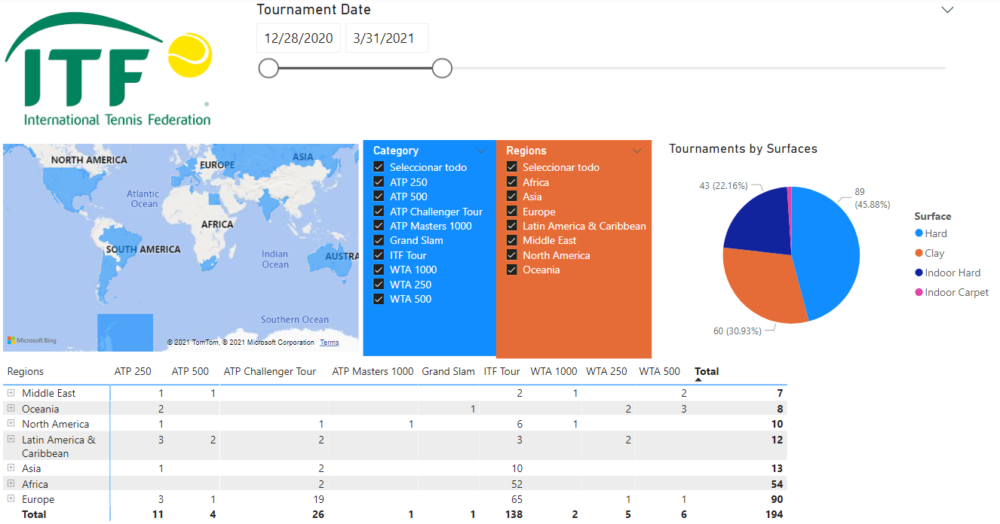 ITF
®
International Tennis Federation
Tournament Date
12/28/2020 3/31/2021
NORTH AMERICA
EUROPE
ASIA
Atlantic
Ocean
AFRICA
SOUTH AMERICA
Indian
Ocean
AUSTRA
Southern Ocean
Microsoft Bing
© 2021 TomTom, © 2021 Microsoft Corporation Terms
Category
Seleccionar todo
ATP 250
ATP 500
ATP Challenger Tour
ATP Masters 1000
Grand Slam
ITF Tour
WTA 1000
WTA 250
WTA 500
Regions
Seleccionar todo
Africa
Asia
Europe
Latin America & Caribbean
Middle East
North America
Oceania
Tournaments by Surfaces
43 (22.16%)
89
(45.88%)
60 (30.93%)
Surface
Hard
Clay
Indoor Hard
Indoor Carpet
Regions ATP 250 ATP 500 ATP Challenger Tour ATP Masters 1000 Grand Slam ITF Tour WTA 1000 WTA 250 WTA 500 Total
Middle East 1 1 2 1 2 7
Oceania 2 1 2 3 8
North America 1 1 1 6 1 10
Latin America & 3 2 2 3 2 12
Caribbean
Asia 1 2 10 13
Africa 2 52 54
Europe 3 1 19 65 1 1 90
Total 11 4 26 1 1 138 2 5 6 194